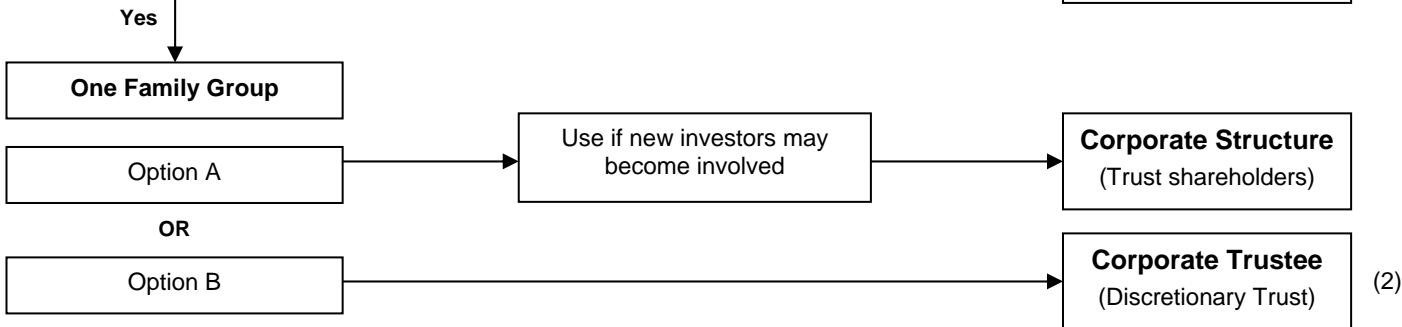 Yes
One Family Group
Option A
Use if new investors may
become involved
Corporate Structure
(Trust shareholders)
OR
Option B
Corporate Trustee
(Discretionary Trust)
(2)